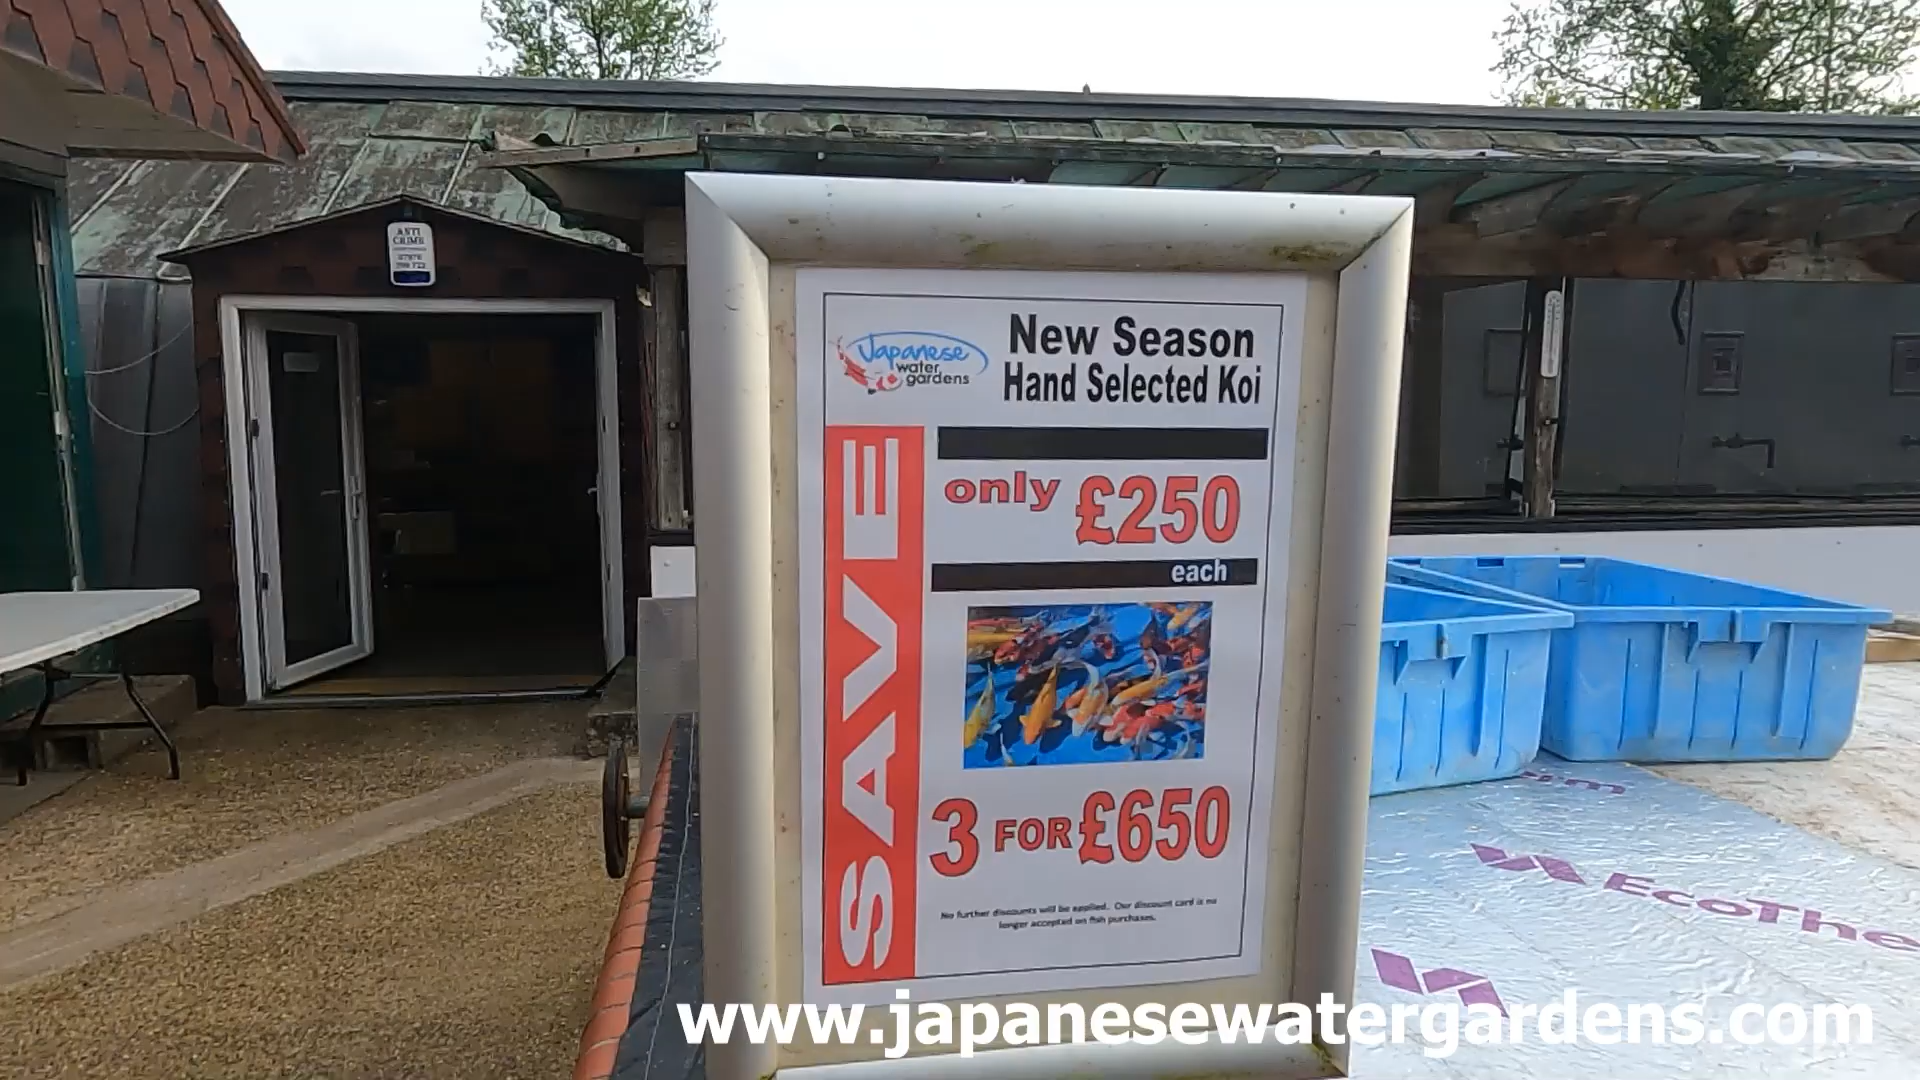 ANTI
CRIME
Japanese
water
gardens
New Season
Hand Selected Koi
SAVE
only £250
each
3 FOR £650
No further discounts will be applied. Our discount card is no
longer accepted on fish purchases.
EcoThe
www.japanesewatergardens.com